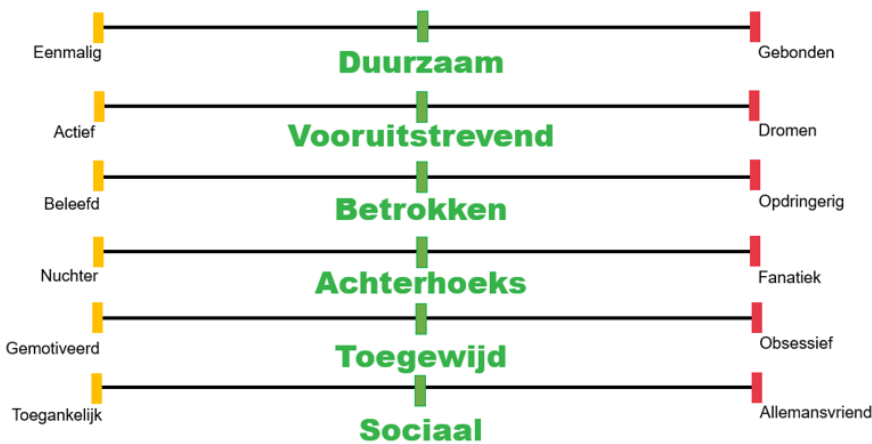 Eenmalig
Duurzaam
Gebonden
Actief
Vooruitstrevend
Dromen
Beleefd
Betrokken
Opdringerig
Nuchter
Achterhoeks
Fanatiek
Gemotiveerd
Toegewijd
Obsessief
Toegankelijk
Sociaal
Allemansvriend